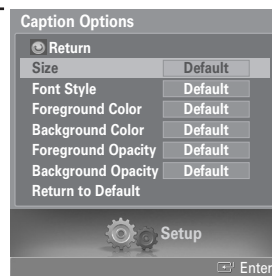 Caption Options
Return
Size Default
Font Style Default
Foreground Color Default
Background Color Default
Foreground Opacity Default
Background Opacity Default
Return to Default
Setup
Enter